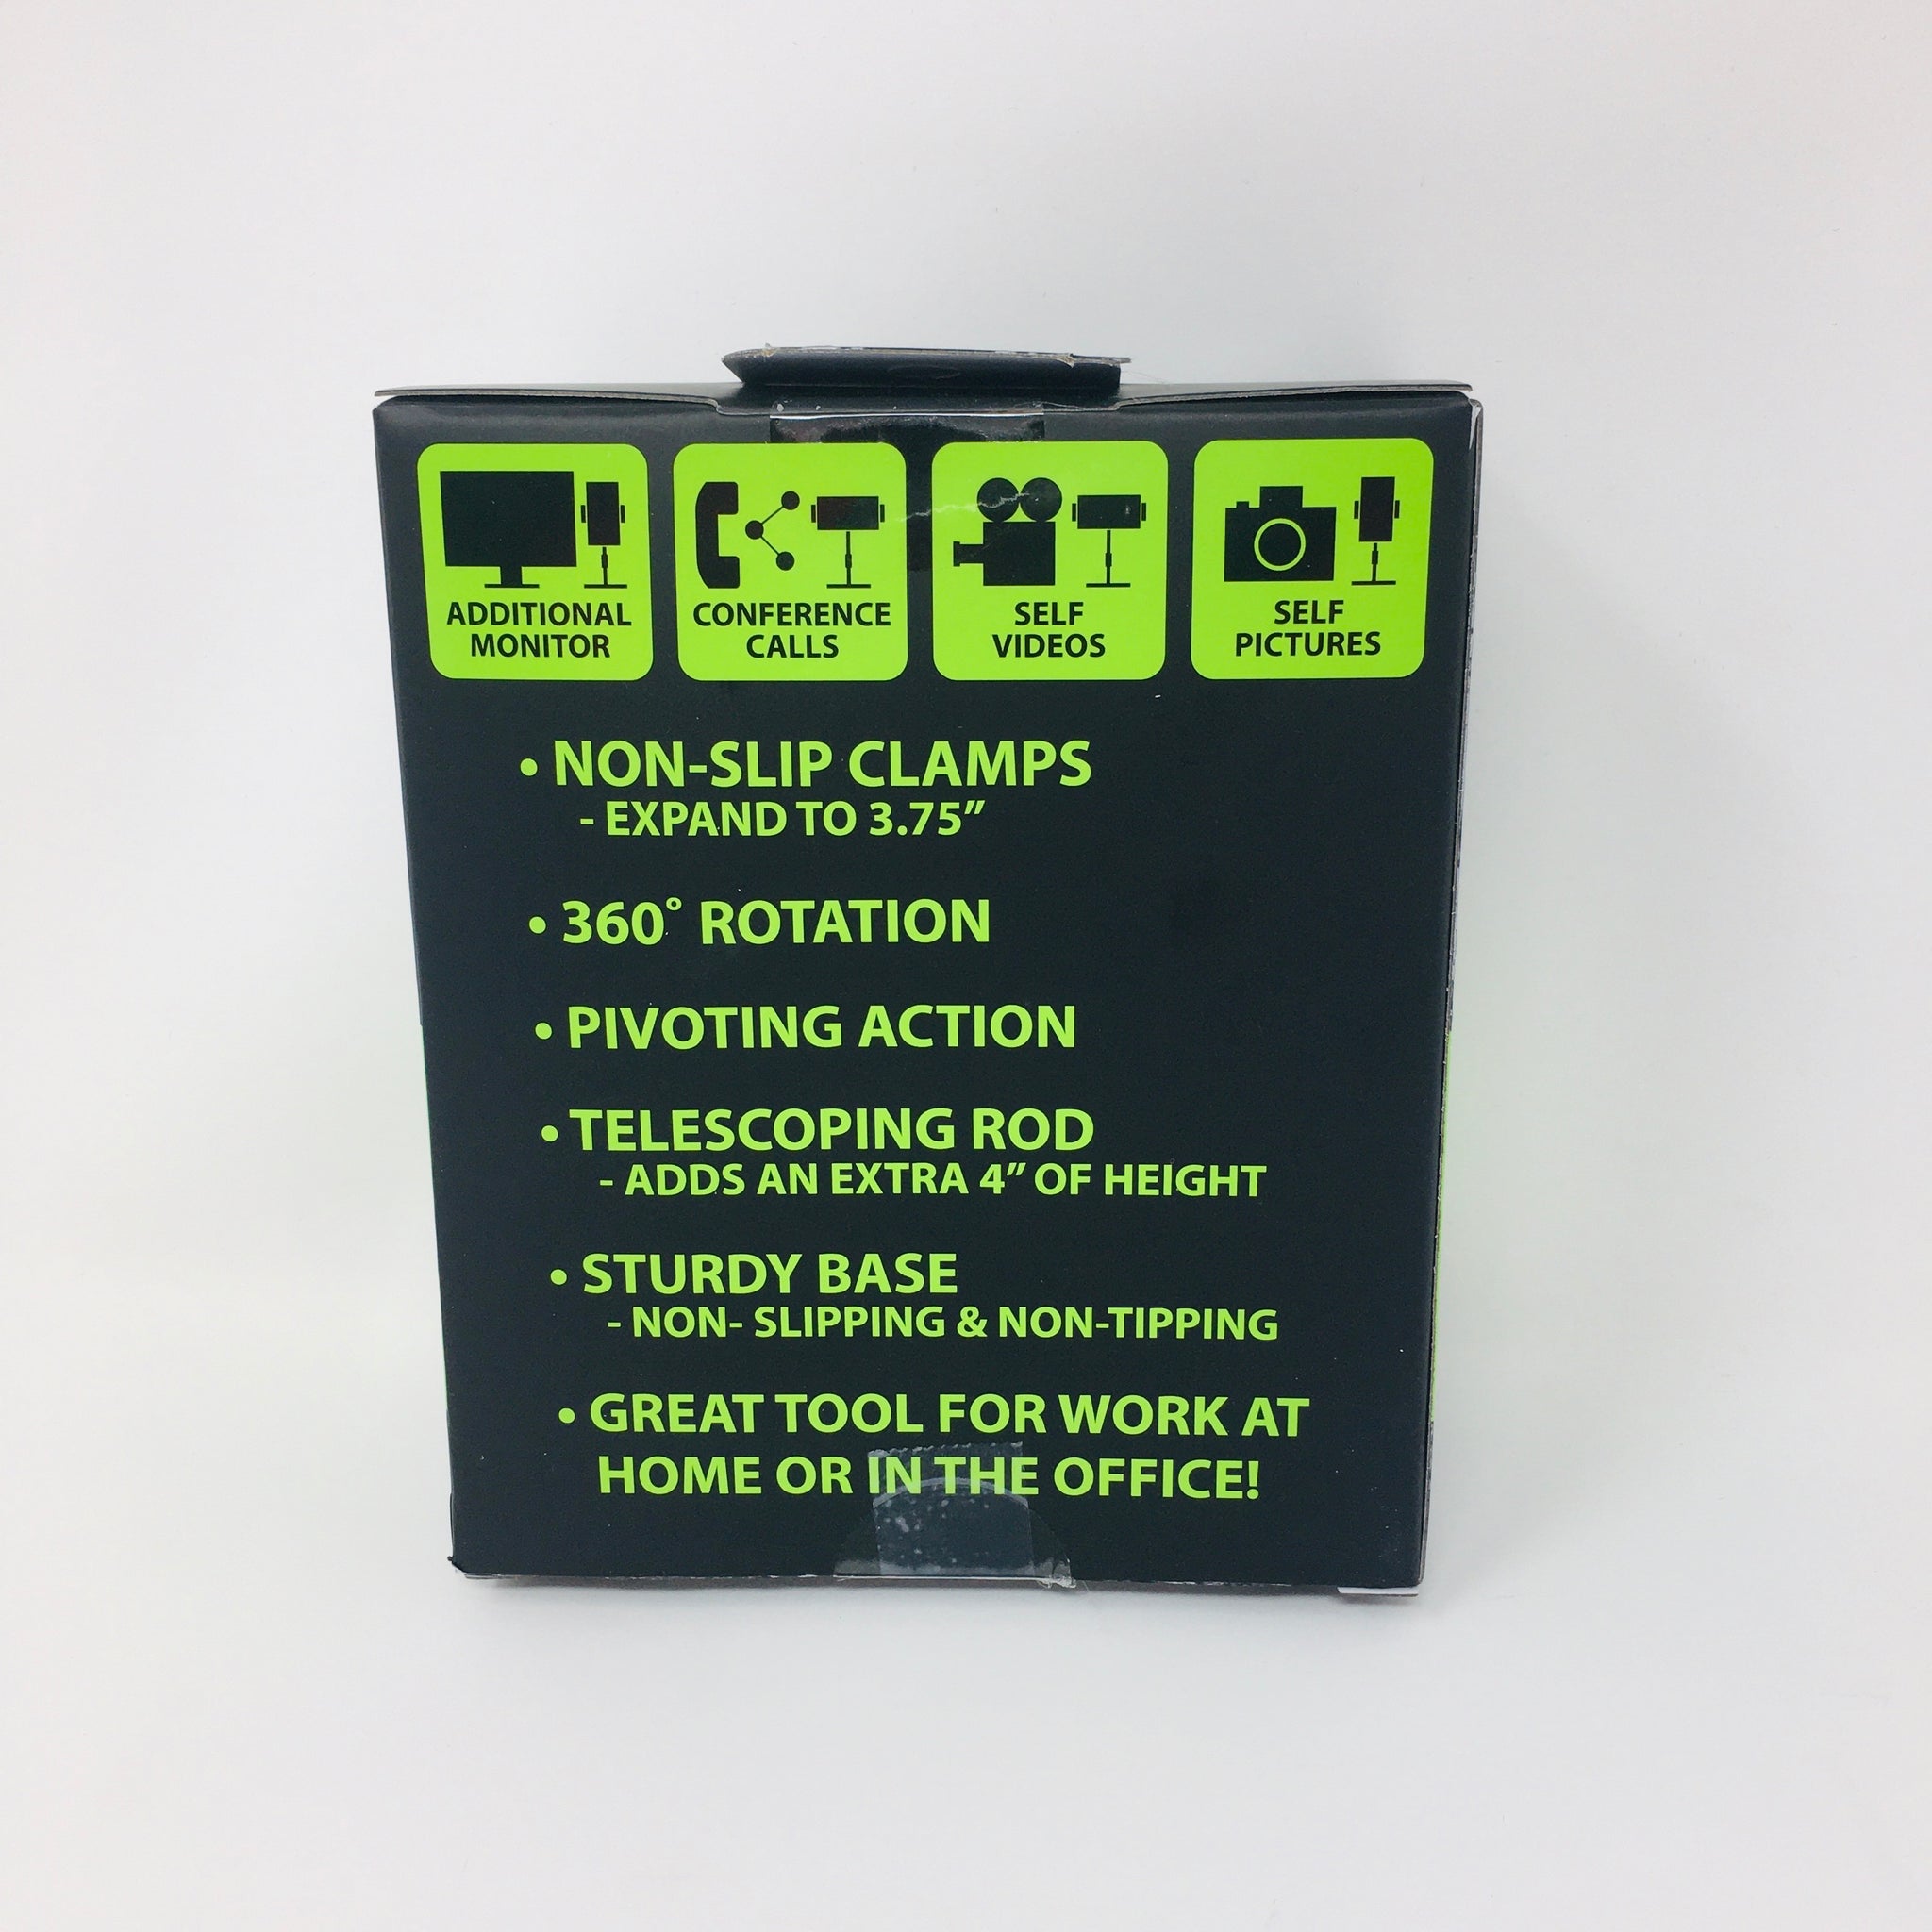 ADDITIONAL
MONITOR
CONFERENCE
CALLS
SELF
VIDEOS
SELF
PICTURES
• NON-SLIP CLAMPS
- EXPAND TO 3.75”
• 360° ROTATION
• PIVOTING ACTION
• TELESCOPING ROD
- ADDS AN EXTRA 4” OF HEIGHT
• STURDY BASE
- NON- SLIPPING & NON-TIPPING
• GREAT TOOL FOR WORK AT
HOME OR IN THE OFFICE!